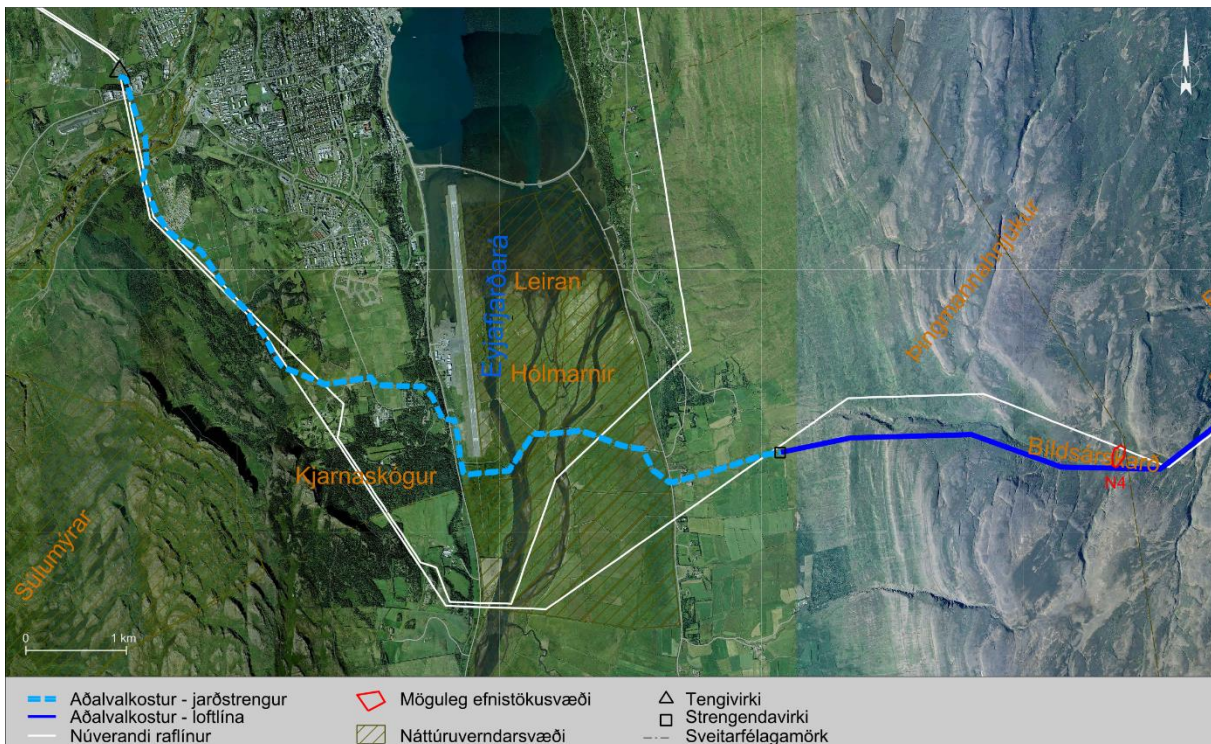 N
Leiran
Eyjafjarðará
Þingmannahnjúkur
Hólmarnir
Kjarnaskógur
Bíldsárskarð
N4
Súlumýrar
0 1 km
Aðalvalkostur - jarðstrengur
Aðalvalkostur - loftlína
Núverandi raflínur
Möguleg efnistökusvæði
Náttúruverndarsvæði
Tengivirki
Strengendavirki
Sveitarfélagamörk